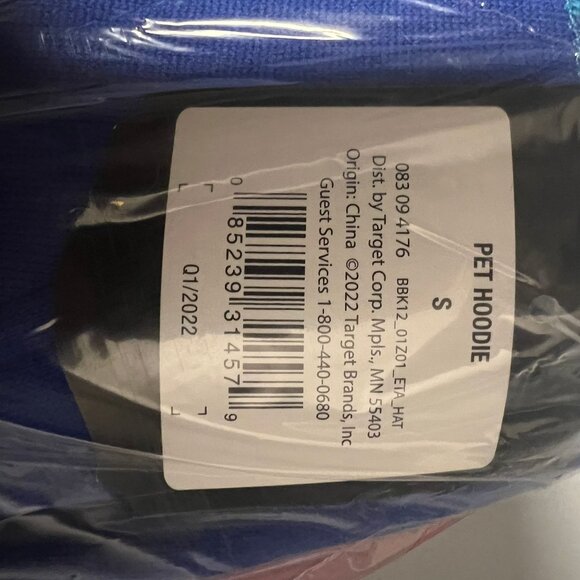 PET HOODIE
S
083 09 4176 BBK12_01Z01_ETA_HAT
Dist. by Target Corp. Mpls., MN 55403
Origin: China ©2022 Target Brands, Inc
Guest Services 1-800-440-0680
0 85239 31457 9
Q1/2022